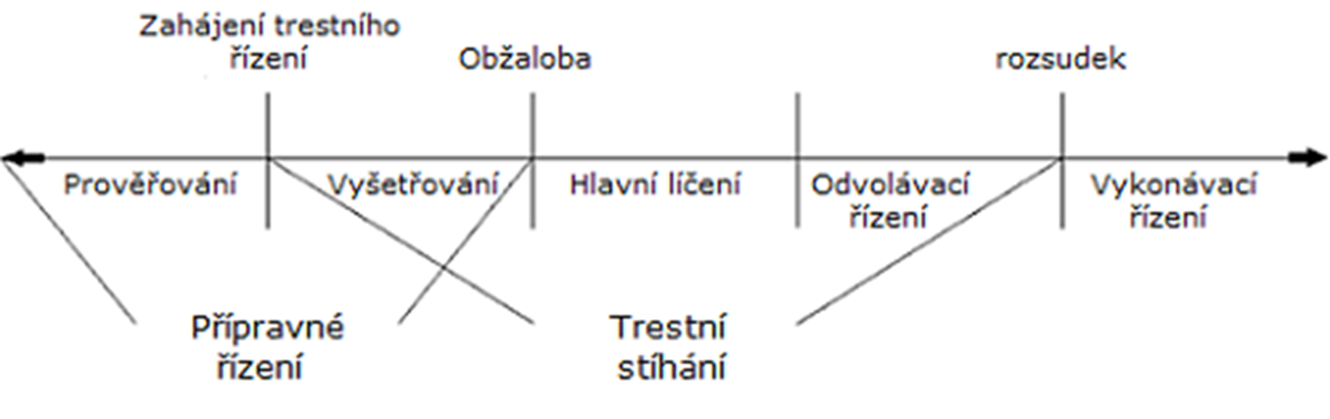 Zahájení trestního
řízení
Obžaloba
rozsudek
Prověřování
Vyšetřování
Hlavní líčení
Odvolávací
řízení
Vykonávací
řízení
Přípravné
řízení
Trestní
stíhání